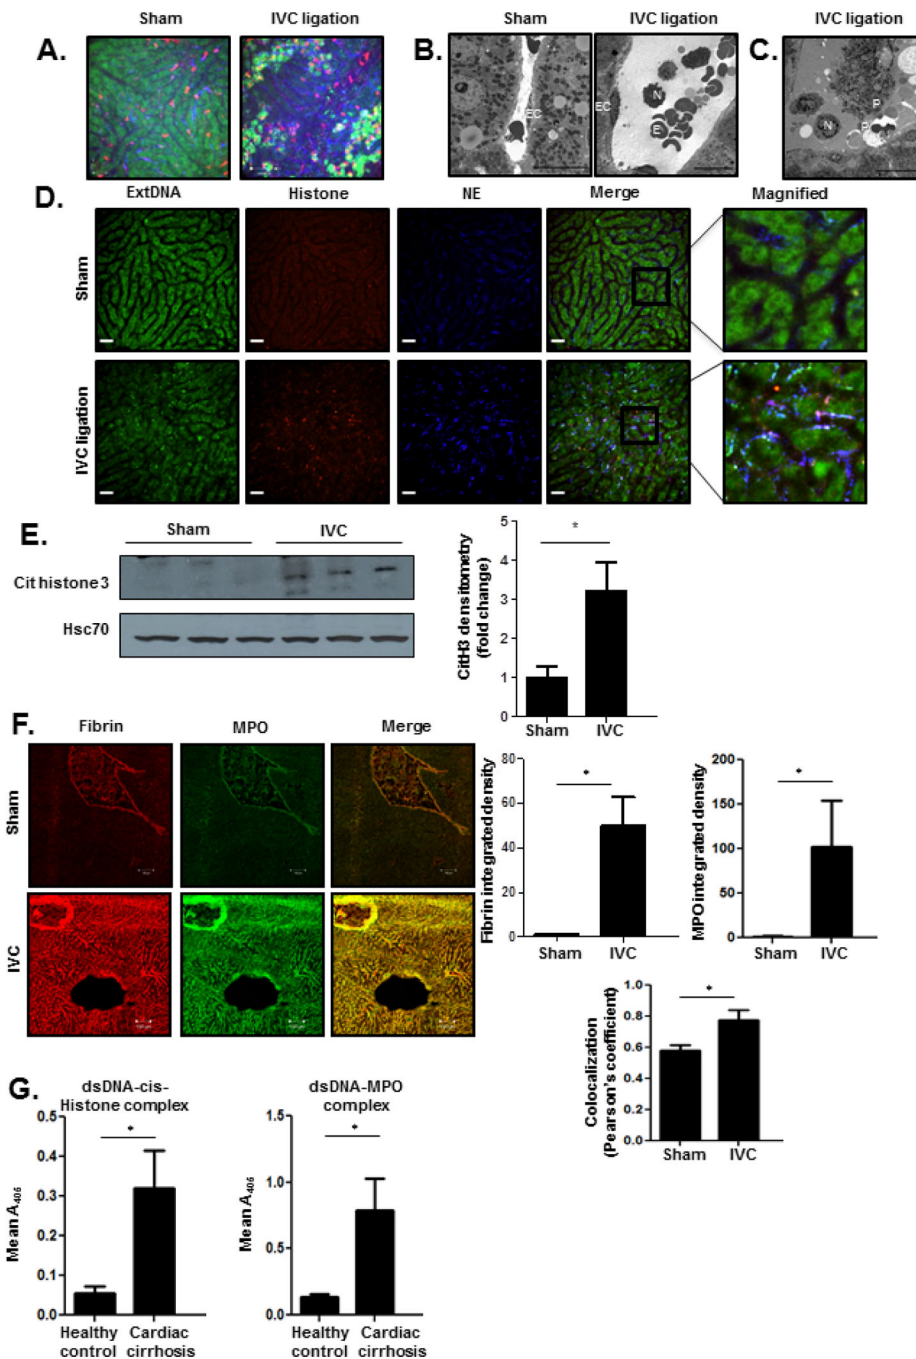 Sham IVC ligation Sham IVC ligation IVC ligation
A. B. C.
EC N EC E N P P
D.
ExtDNA Histone NE Merge Magnified
Sham
IVC ligation
E.
Sham IVC
Cit histone 3
Hsc70
CitH3 densitometry
(fold change)
5
4
3
2
1
0
*
Sham IVC
F.
Fibrin MPO Merge
Sham
IVC
Fibrin integrated density
80
60
40
20
0
*
Sham IVC
MPO integrated density
200
150
100
50
0
*
Sham IVC
Colocalization
(Pearson's coefficient)
1.0
0.8
0.6
0.4
0.2
0.0
*
Sham IVC
G.
dsDNA-cis-
Histone complex
Mean A405
0.5
0.4
0.3
0.2
0.1
0.0
*
Healthy control
Cardiac cirrhosis
dsDNA-MPO
complex
Mean A405
1.5
1.0
0.5
0.0
*
Healthy control
Cardiac cirrhosis